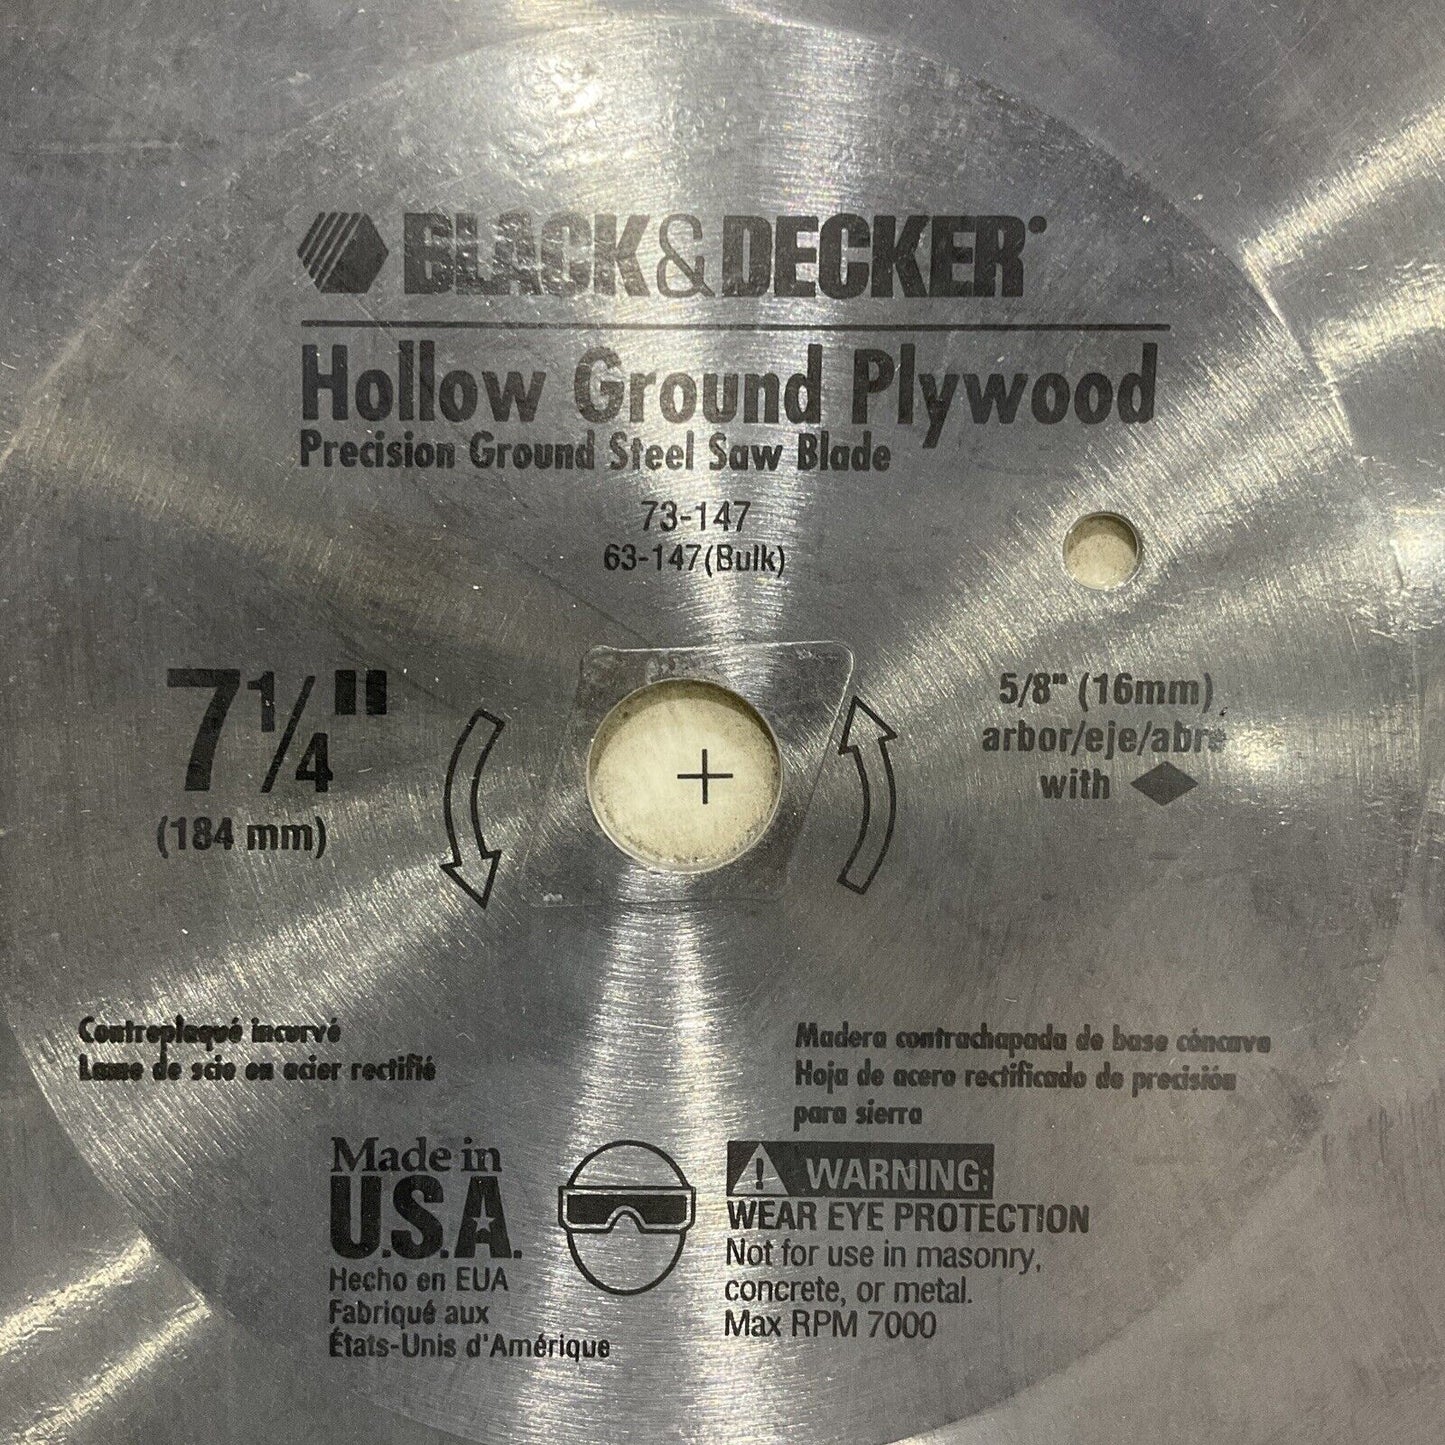 BLACK&DECKER
Hollow Ground Plywood
Precision Ground Steel Saw Blade
73-147
63-147(Bulk)
7 1/4"
(184 mm)
5/8" (16mm)
arbor/eje/abre
with
Contreplaqué incurvé
Lame de scie en acier rectifié
Madera contrachapada de base cóncava
Hoja de acero rectificado de precisión
para sierra
Made in
U.S.A.
Hecho en EUA
Fabriqué aux
États-Unis d'Amérique
WARNING:
WEAR EYE PROTECTION
Not for use in masonry,
concrete, or metal.
Max RPM 7000